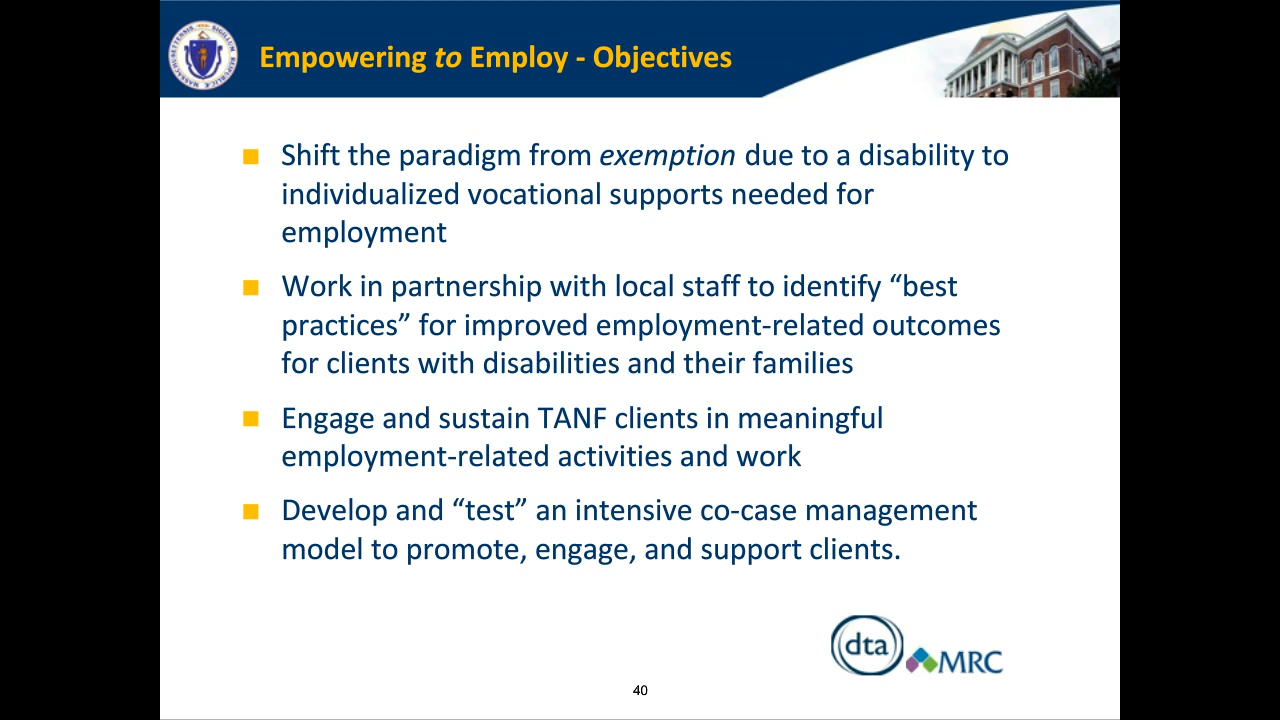 Empowering to Employ - Objectives
Shift the paradigm from exemption due to a disability to
individualized vocational supports needed for
employment
Work in partnership with local staff to identify “best
practices” for improved employment-related outcomes
for clients with disabilities and their families
Engage and sustain TANF clients in meaningful
employment-related activities and work
Develop and “test” an intensive co-case management
model to promote, engage, and support clients.
dta
MRC
40